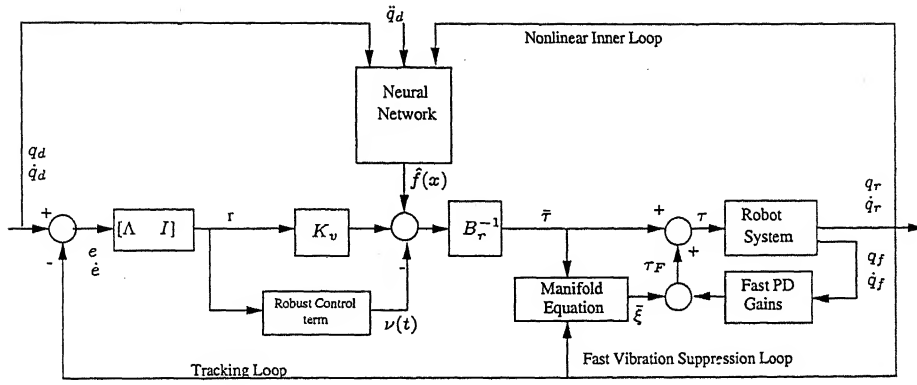 q̈_d
Nonlinear Inner Loop
Neural
Network
q_d
q̇_d
f̂(x)
q_r
q̇_r
+
-
e
ė
[Λ I]
r
K_v
-
B_r^{-1}
τ̄
+
+
τ
Robot
System
τ_F
q_f
q̇_f
Robust Control
term
ν(t)
Manifold
Equation
ξ̄
Fast PD
Gains
Tracking Loop
Fast Vibration Suppression Loop